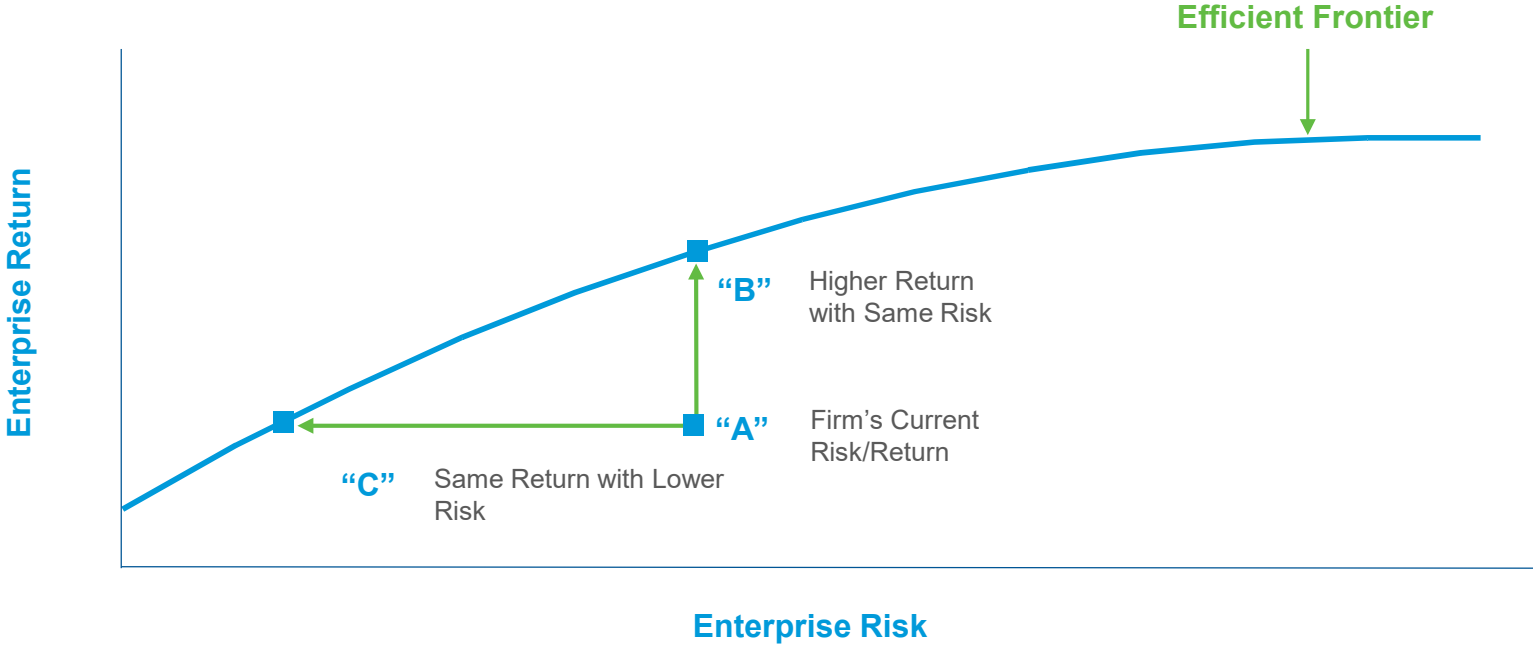 Efficient Frontier
Enterprise Return
“B”
Higher Return
with Same Risk
“A”
Firm’s Current
Risk/Return
“C”
Same Return with Lower
Risk
Enterprise Risk